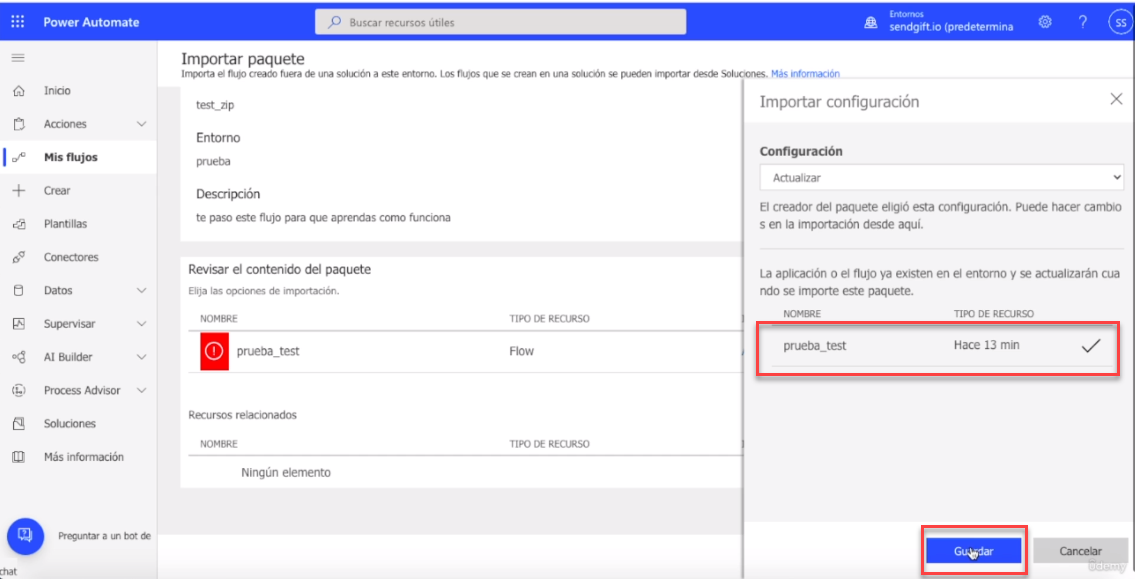 Power Automate
Buscar recursos útiles
Entornos
sendgift.io (predetermina
?
SS
Inicio
Acciones
Mis flujos
Crear
Plantillas
Conectores
Datos
Supervisar
AI Builder
Process Advisor
Soluciones
Más información
Preguntar a un bot de
chat
Importar paquete
Importa el flujo creado fuera de una solución a este entorno. Los flujos que se crean en una solución se pueden importar desde Soluciones. Más información
test_zip
Entorno
prueba
Descripción
te paso este flujo para que aprendas como funciona
Revisar el contenido del paquete
Elija las opciones de importación.
NOMBRE TIPO DE RECURSO
prueba_test Flow
Recursos relacionados
NOMBRE TIPO DE RECURSO
Ningún elemento
Importar configuración
Configuración
Actualizar
El creador del paquete eligió esta configuración. Puede hacer cambio
s en la importación desde aquí.
La aplicación o el flujo ya existen en el entorno y se actualizarán cua
ndo se importe este paquete.
NOMBRE TIPO DE RECURSO
prueba_test Hace 13 min
Guardar Cancelar
ûdemy